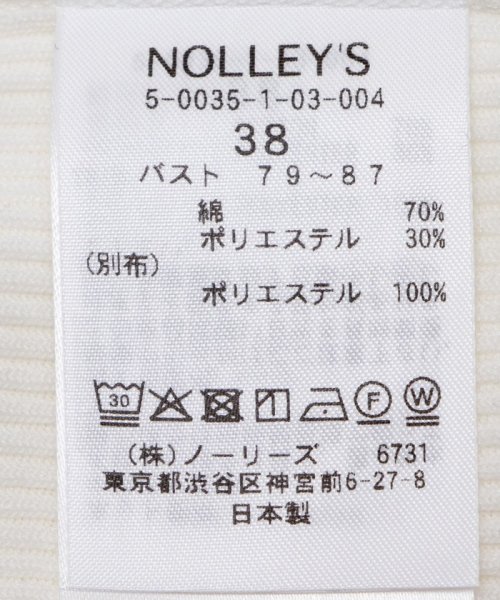 NOLLEY'S
5-0035-1-03-004
38
バスト 79～87
綿 70%
ポリエステル 30%
(別布)
ポリエステル 100%
30 F W
(株)ノーリーズ 6731
東京都渋谷区神宮前6-27-8
日本製